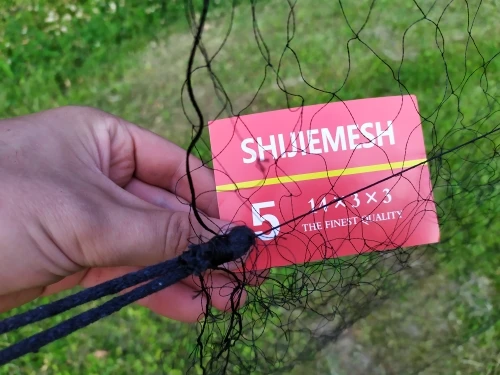 SHIJIEMESH
5
14 × 3 × 3
THE FINEST QUALITY